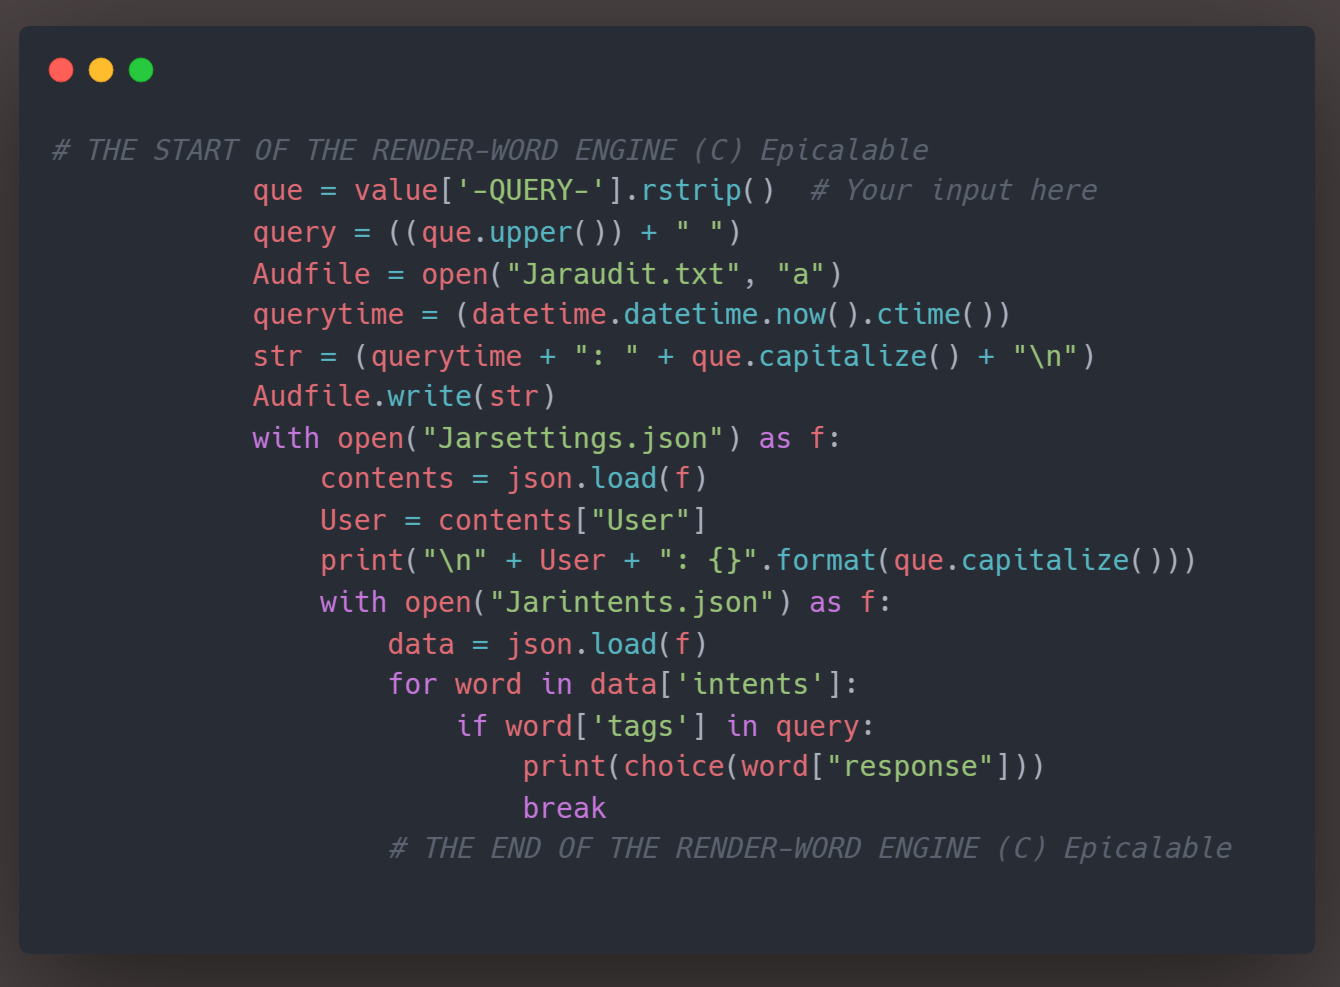 # THE START OF THE RENDER-WORD ENGINE (C) Epicalable
            que = value['-QUERY-'].rstrip()  # Your input here
            query = ((que.upper()) + " ")
            Audfile = open("Jaraudit.txt", "a")
            querytime = (datetime.datetime.now().ctime())
            str = (querytime + ": " + que.capitalize() + "\n")
            Audfile.write(str)
            with open("Jarsettings.json") as f:
                contents = json.load(f)
                User = contents["User"]
                print("\n" + User + ": {}".format(que.capitalize()))
                with open("Jarintents.json") as f:
                    data = json.load(f)
                    for word in data['intents']:
                        if word['tags'] in query:
                            print(choice(word["response"]))
                            break
                    # THE END OF THE RENDER-WORD ENGINE (C) Epicalable